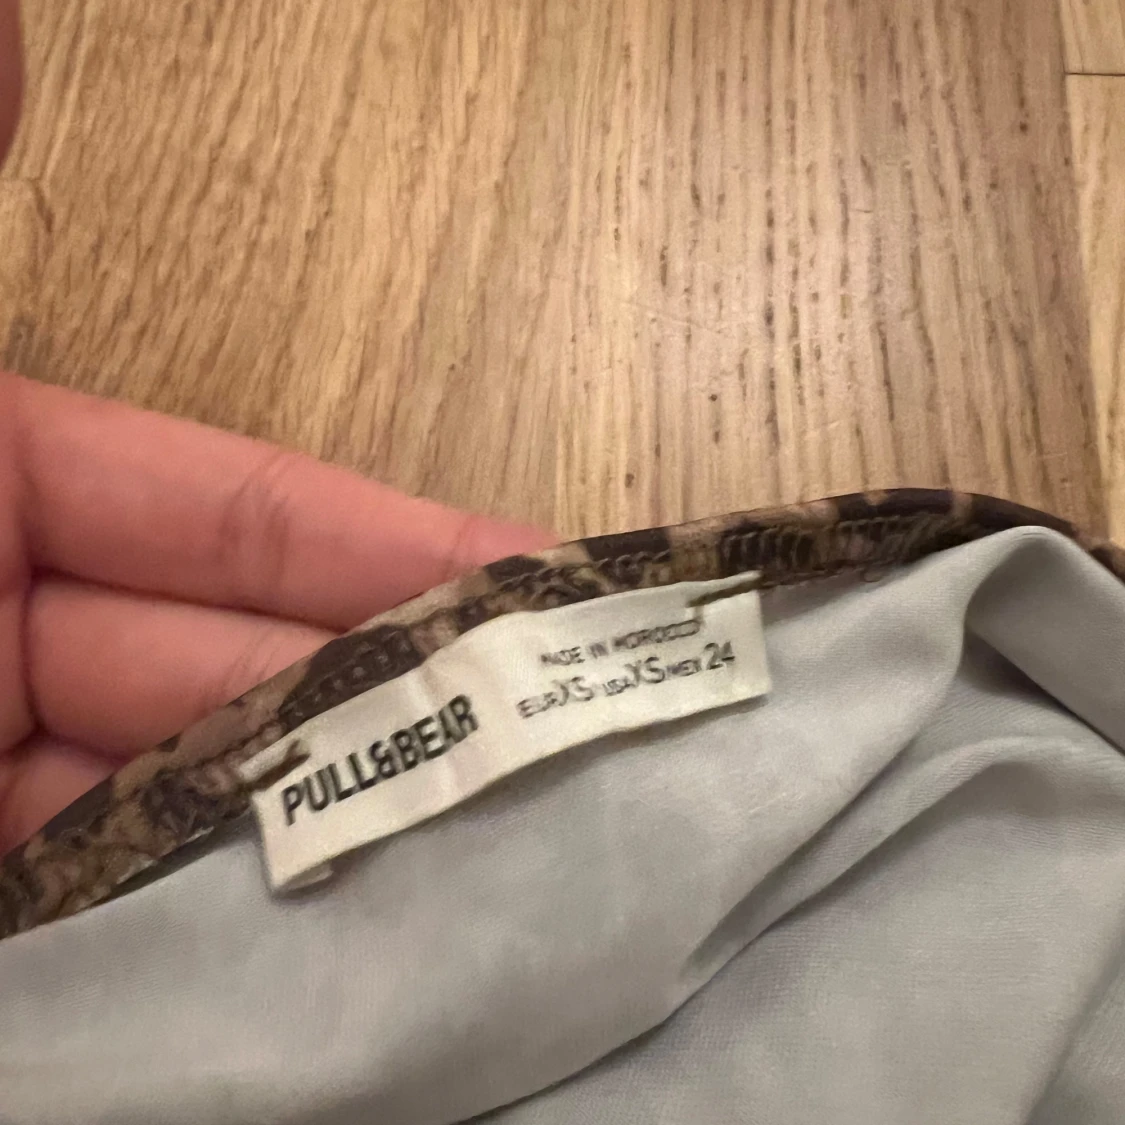 PULL&BEAR
MADE IN MOROCCO
EUR XS USA XS MEX 24